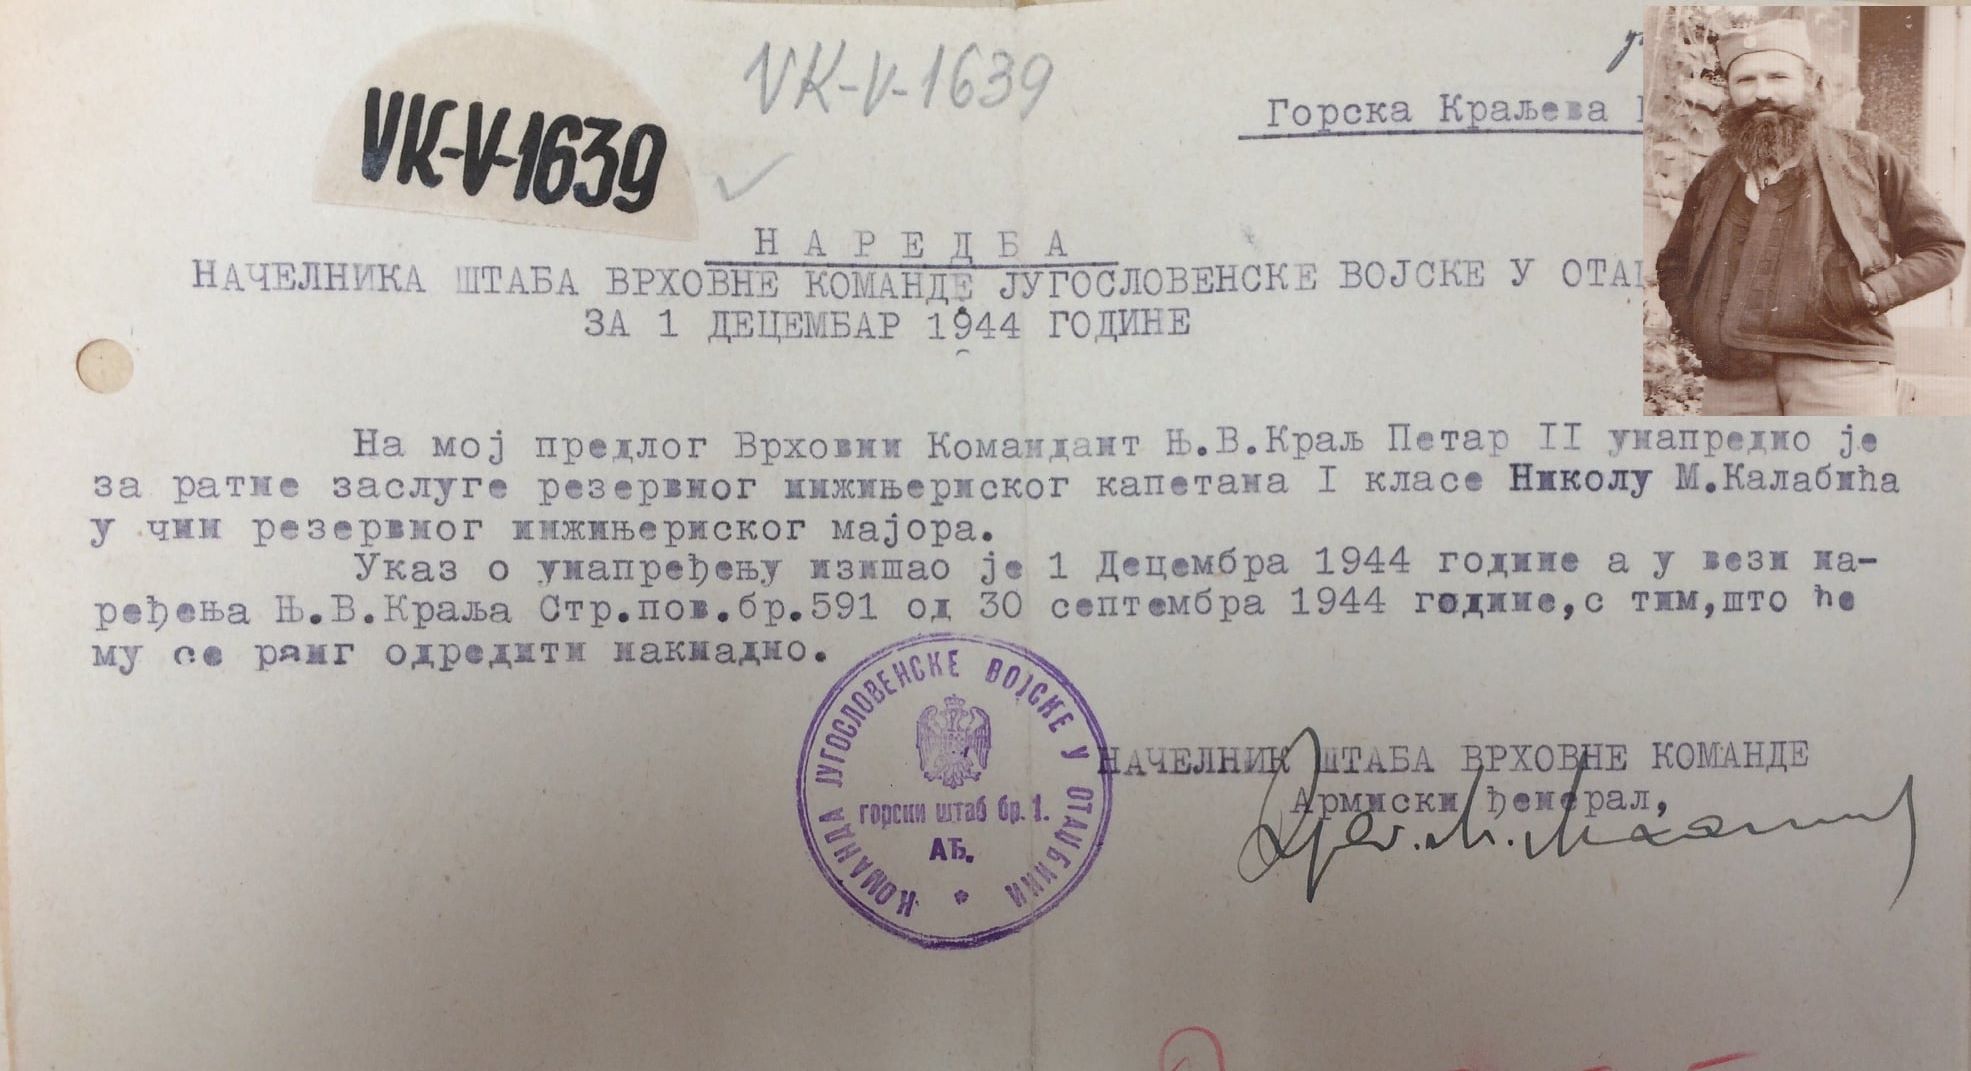 VK-V-1639
VK-V-1639
Горска Краљева
Н А Р Е Д Б А
НАЧЕЛНИКА ШТАБА ВРХОВНЕ КОМАНДЕ ЈУГОСЛОВЕНСКЕ ВОЈСКЕ У
ЗА 1 ДЕЦЕМБАР 1944 ГОДИНЕ
На мој предлог Врховни Командант Њ.В.Краљ Петар II унапредио је
за ратне заслуге резервног инжињериског капетана I класе Николу М.Калабића
у чин резервног инжињериског мајора.
Указ о унапређењу изишао је 1 Децембра 1944 године а у вези на-
ређења Њ.В.Краља Стр.пов.бр.591 од 30 септембра 1944 године,с тим,што ће
му се ранг одредити накнадно.
КОМАНДА ЈУГОСЛОВЕНСКЕ ВОЈСКЕ У ОТАЏБИНИ
горски штаб бр. 1.
АЂ.
НАЧЕЛНИК ШТАБА ВРХОВНЕ КОМАНДЕ
Армиски ђенерал,